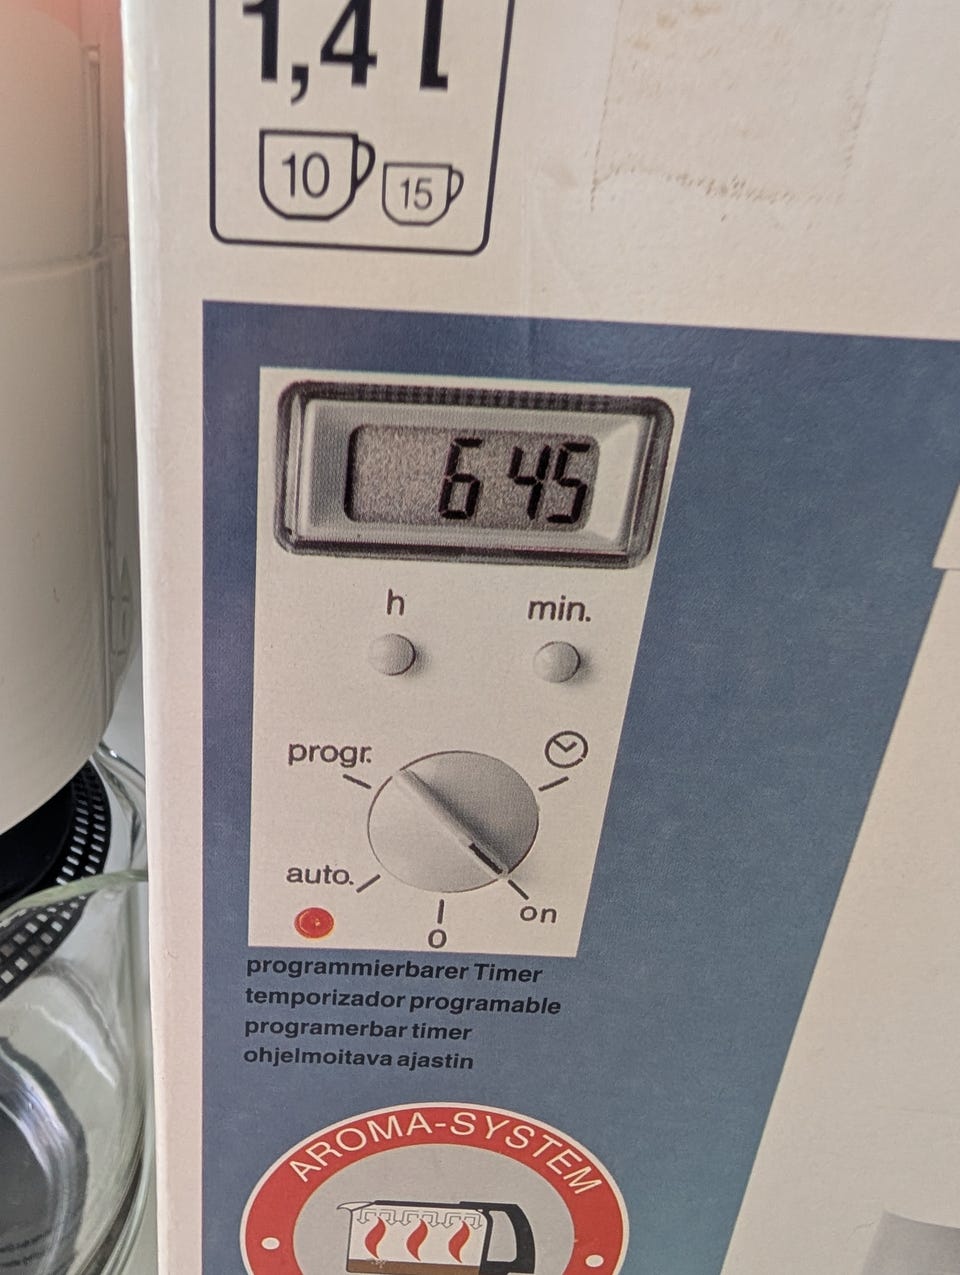 1,4 l
10 15
6 45
h min.
progr.
auto.
on
0
programmierbarer Timer
temporizador programable
programerbar timer
ohjelmoitava ajastin
AROMA-SYSTEM